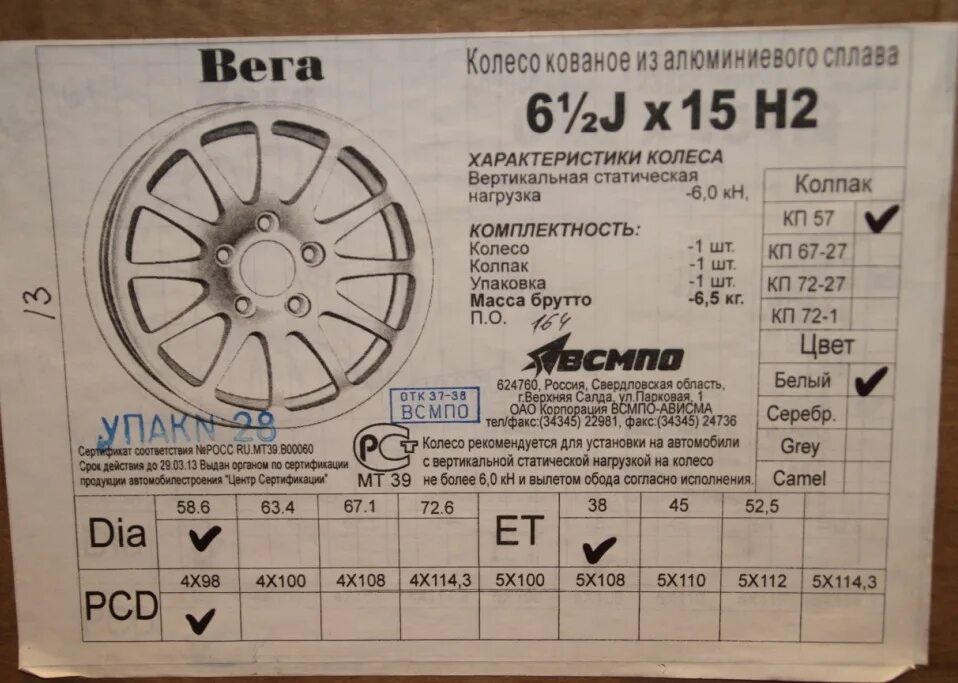 Вега
Колесо кованое из алюминиевого сплава
6½J x 15 H2
ХАРАКТЕРИСТИКИ КОЛЕСА
Вертикальная статическая
нагрузка -6,0 кН,
КОМПЛЕКТНОСТЬ:
Колесо -1 шт.
Колпак -1 шт.
Упаковка -1 шт.
Масса брутто -6,5 кг.
П.О. 164
Колпак
КП 57
КП 67-27
КП 72-27
КП 72-1
Цвет
Белый
Серебр.
Grey
Camel
13
ВСМПО
624760, Россия, Свердловская область,
г.Верхняя Салда, ул.Парковая, 1
ОАО Корпорация ВСМПО-АВИСМА
тел/факс:(34345) 22981, факс:(34345) 24736
ОТК 37-38
ВСМПО
УПАКN 28
Сертификат соответствия №РОСС RU.МТ39.В00060
Срок действия до 29.03.13 Выдан органом по сертификации
продукции автомобилестроения "Центр Сертификации"
МТ 39
Колесо рекомендуется для установки на автомобили
с вертикальной статической нагрузкой на колесо
не более 6,0 кН и вылетом обода согласно исполнения.
Dia 58.6 63.4 67.1 72.6
ET 38 45 52,5
PCD 4X98 4X100 4X108 4X114,3 5X100 5X108 5X110 5X112 5X114,3